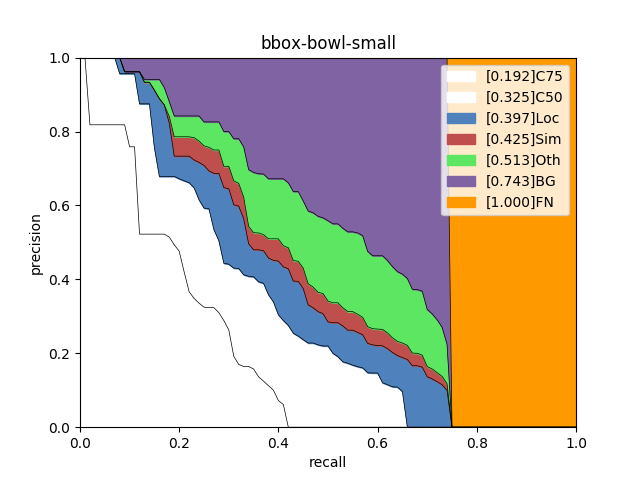 bbox-bowl-small
1.0
0.8
0.6
0.4
0.2
0.0
precision
[0.192]C75
[0.325]C50
[0.397]Loc
[0.425]Sim
[0.513]Oth
[0.743]BG
[1.000]FN
0.0 0.2 0.4 0.6 0.8 1.0
recall